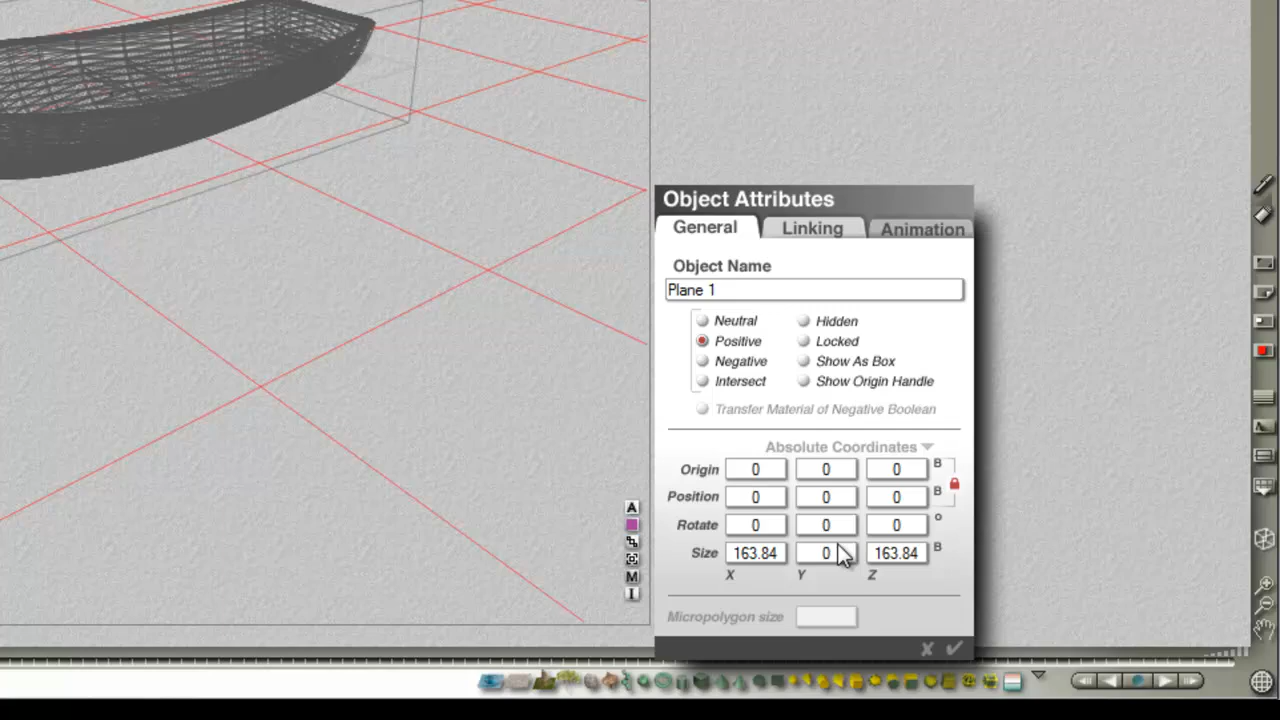 Object Attributes
General Linking Animation
Object Name
Plane 1
Neutral Hidden
Positive Locked
Negative Show As Box
Intersect Show Origin Handle
Transfer Material of Negative Boolean
Absolute Coordinates
Origin 0 0 0 B
Position 0 0 0 B
Rotate 0 0 0 °
Size 163.84 0 163.84 B
X Y Z
Micropolygon size
A
M
I